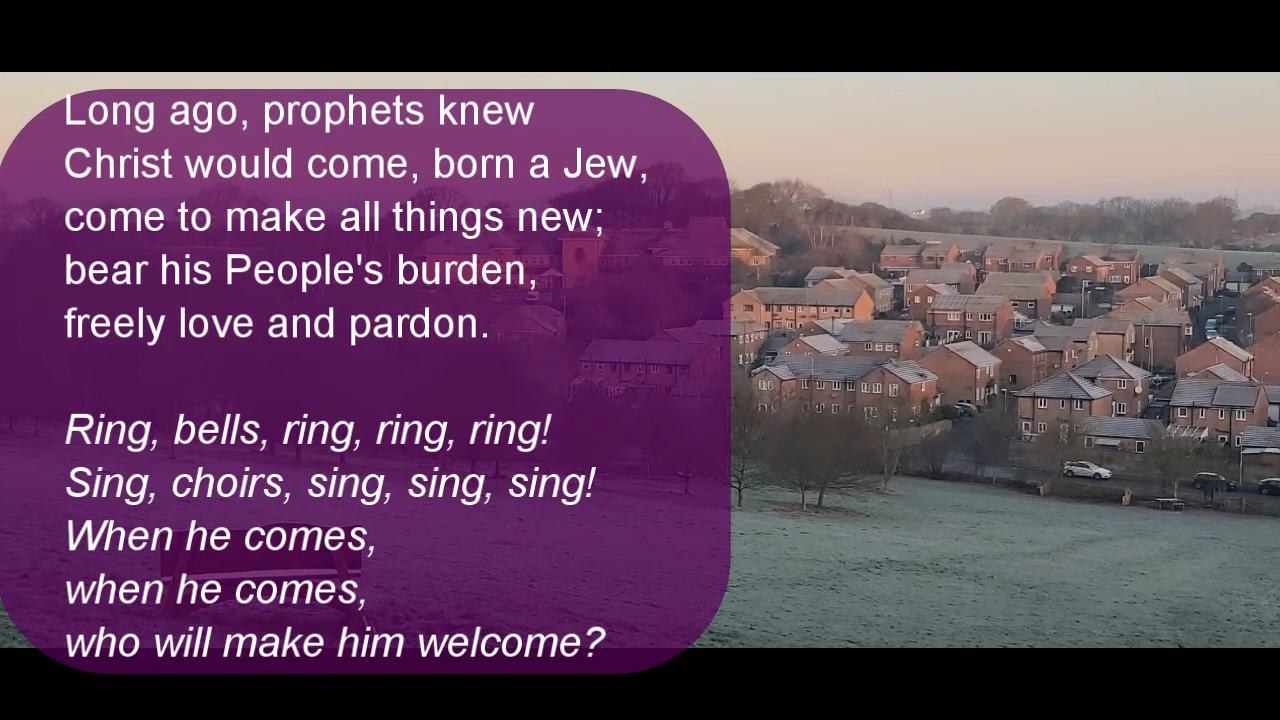 Long ago, prophets knew
Christ would come, born a Jew,
come to make all things new;
bear his People's burden,
freely love and pardon.
Ring, bells, ring, ring, ring!
Sing, choirs, sing, sing, sing!
When he comes,
when he comes,
who will make him welcome?